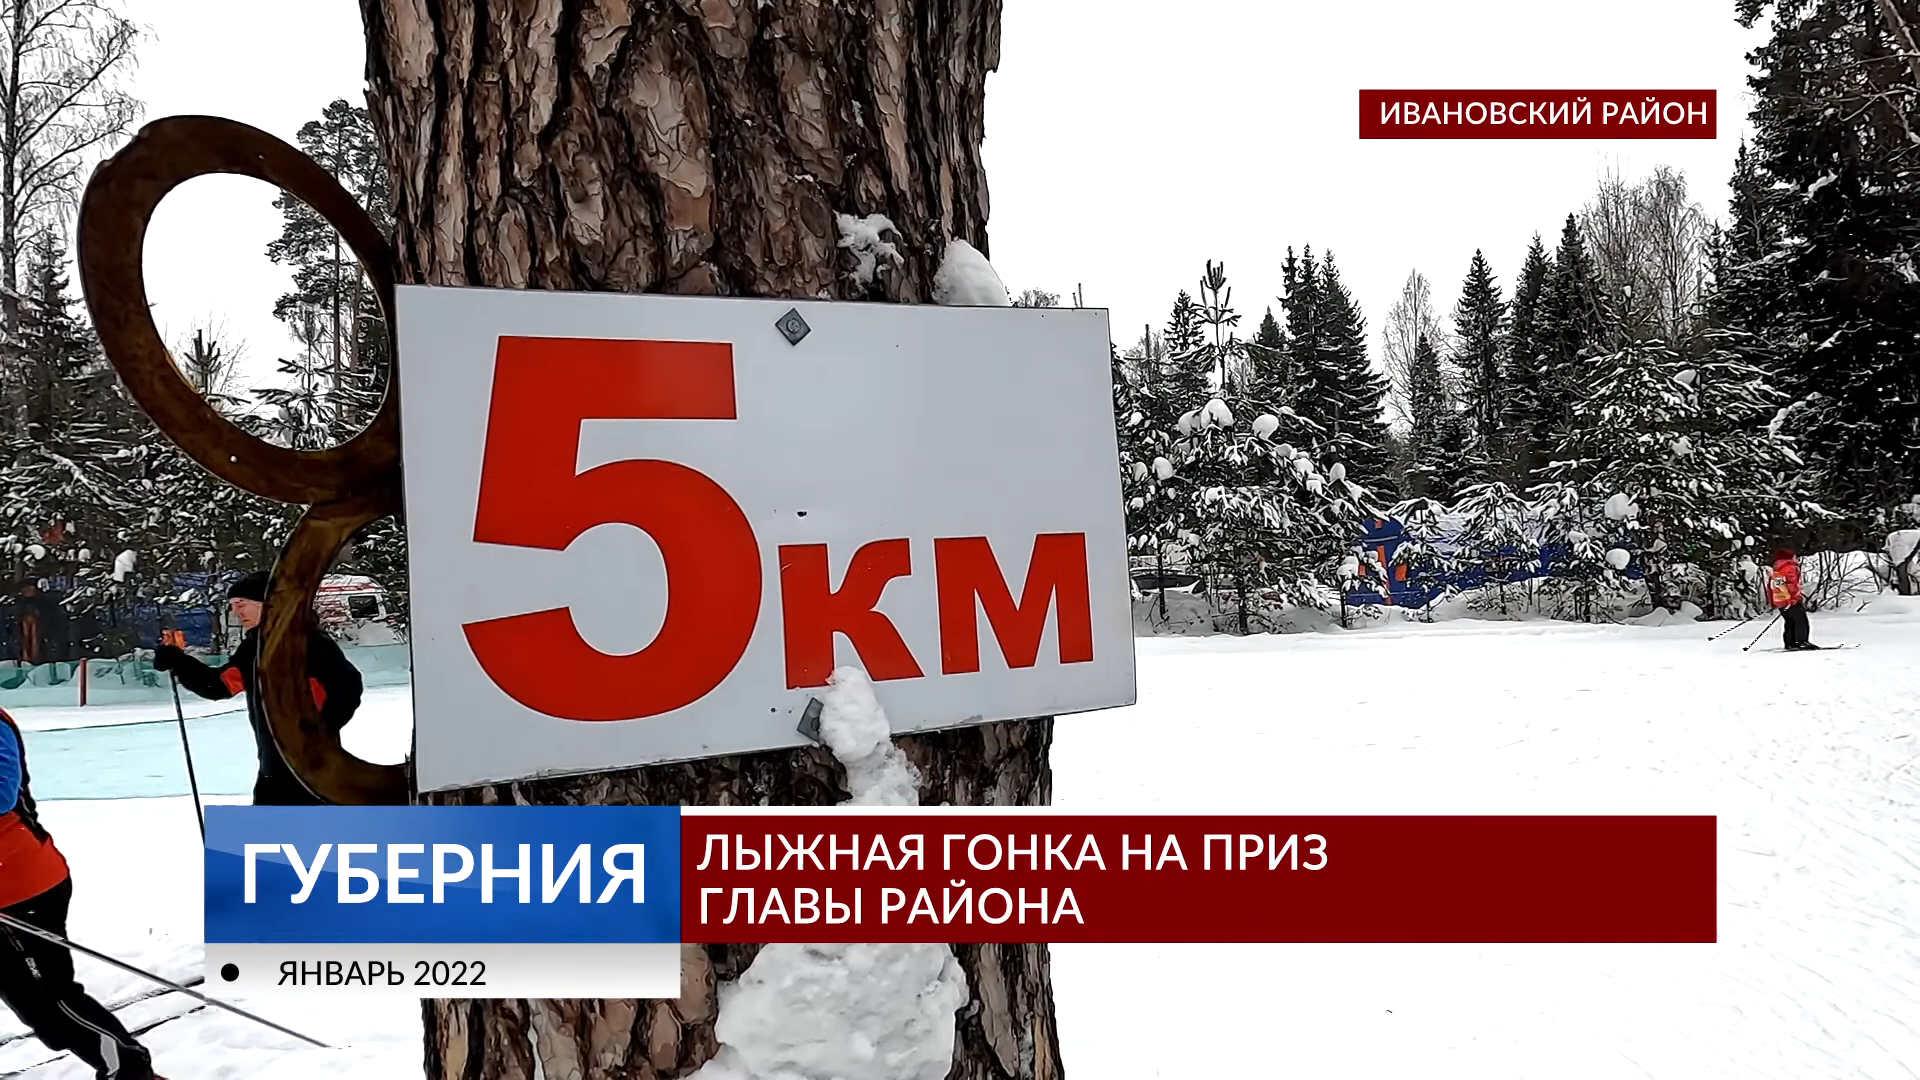 ИВАНОВСКИЙ РАЙОН
5км
ГУБЕРНИЯ
ЛЫЖНАЯ ГОНКА НА ПРИЗ
ГЛАВЫ РАЙОНА
• ЯНВАРЬ 2022